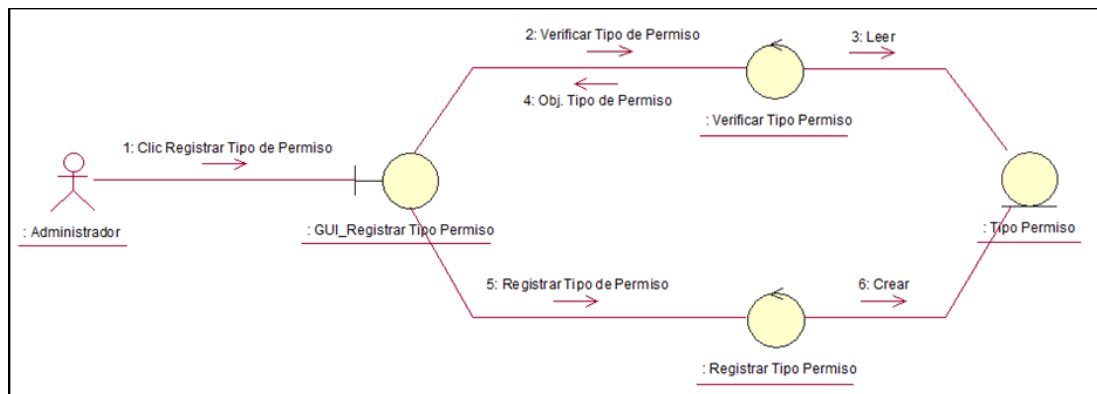 2: Verificar Tipo de Permiso
3: Leer
4: Obj. Tipo de Permiso
: Verificar Tipo Permiso
1: Clic Registrar Tipo de Permiso
: Administrador
: GUI_Registrar Tipo Permiso
: Tipo Permiso
5: Registrar Tipo de Permiso
6: Crear
: Registrar Tipo Permiso